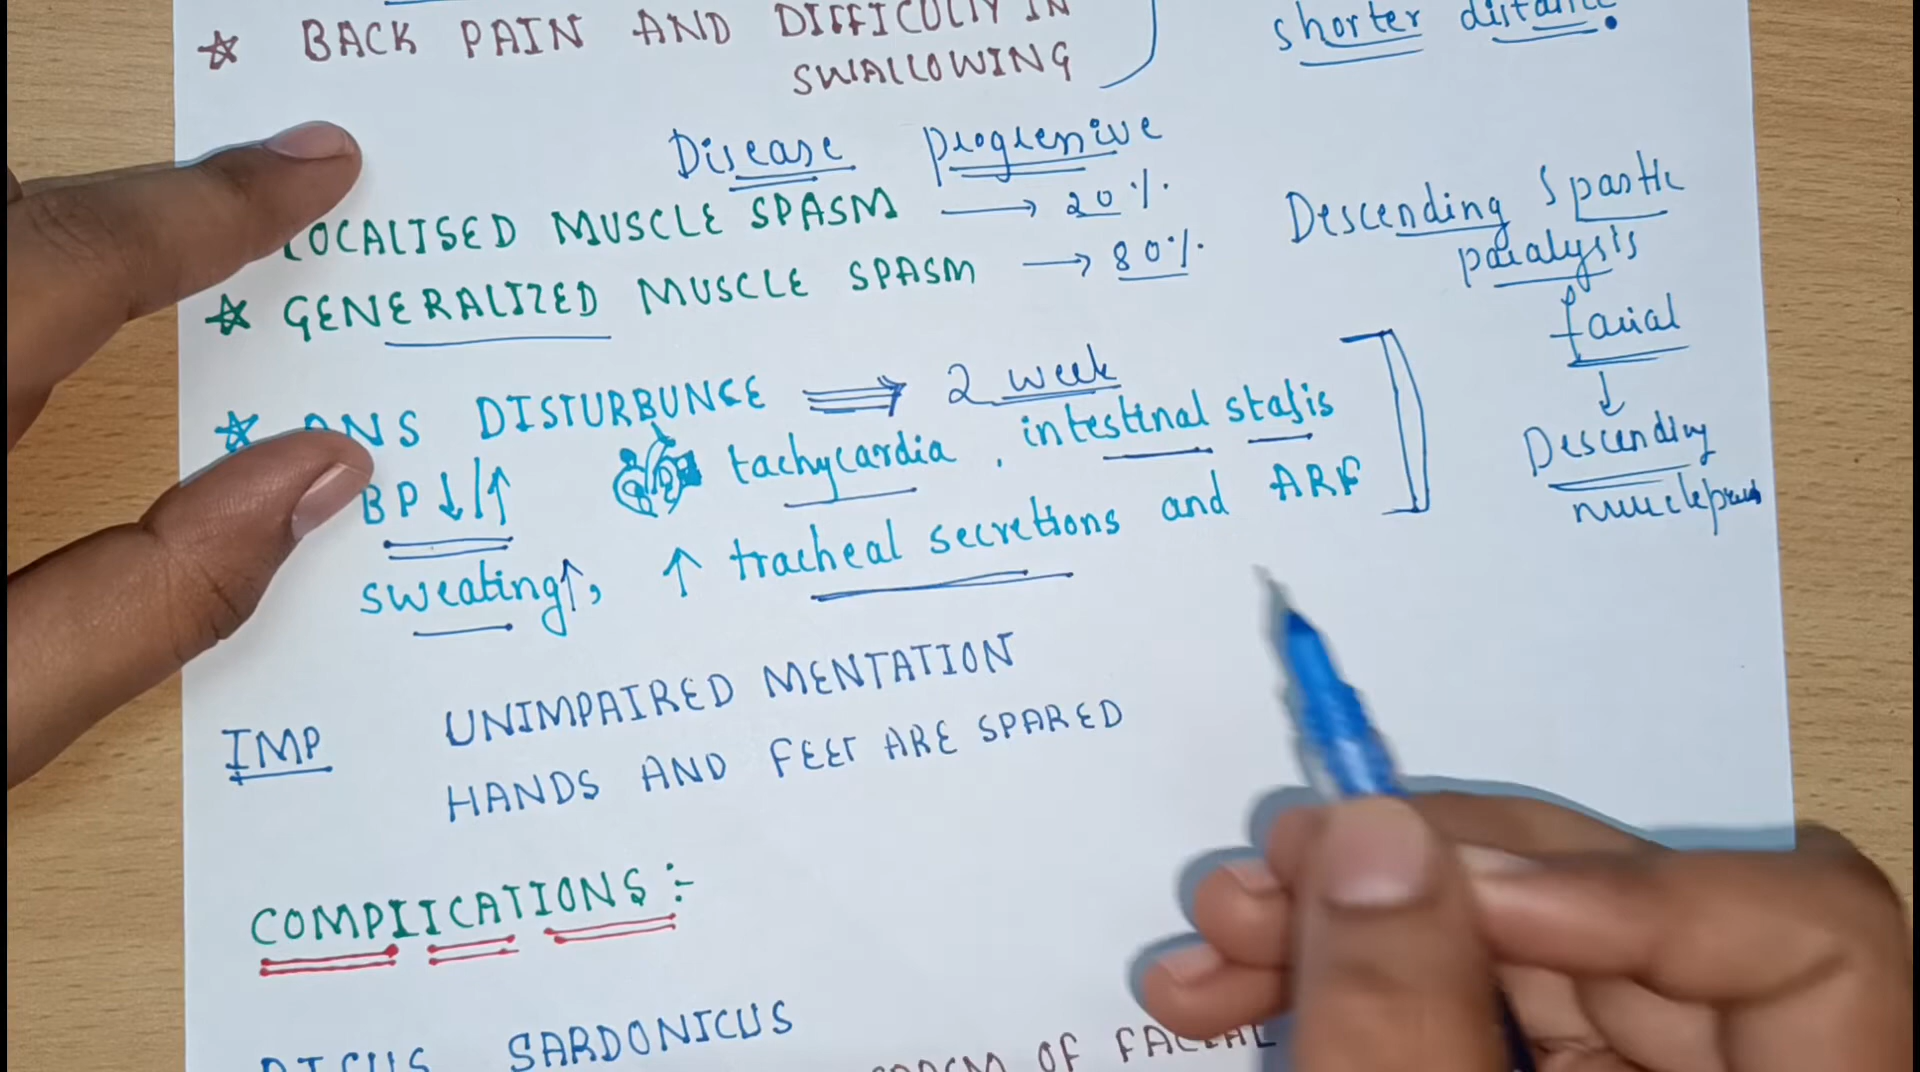 ☆ BACK PAIN AND DIFFICULTY IN
SWALLOWING
shorter distance.
Disease progressive
LOCALISED MUSCLE SPASM → 20%.
☆ GENERALIZED MUSCLE SPASM → 80%.
Descending Spastic
paralysis
↓
facial
↓
Descending
☆ ANS DISTURBUNCE ⇒ 2 week
BP↓/↑ tachycardia, intestinal stasis
sweating↑, ↑ tracheal secretions and ARF
IMP UNIMPAIRED MENTATION
HANDS AND FEET ARE SPARED
COMPIICATIONS :-
SARDONICUS
OF FACIAL